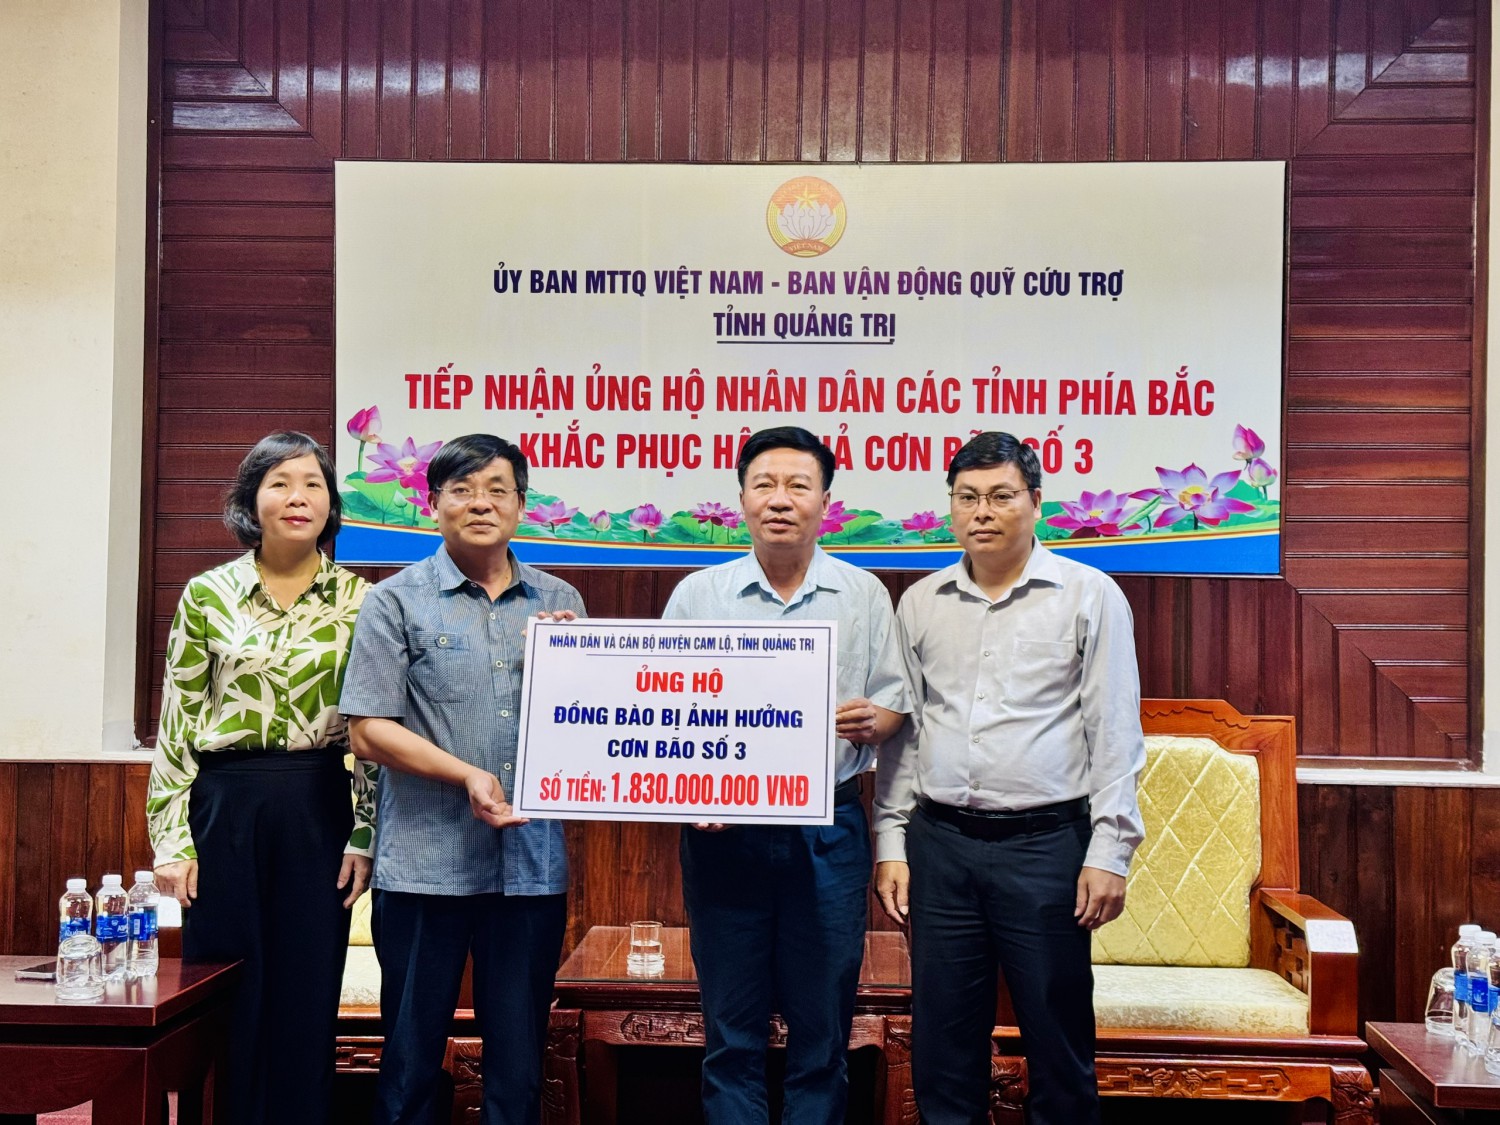 VIỆT NAM
ỦY BAN MTTQ VIỆT NAM - BAN VẬN ĐỘNG QUỸ CỨU TRỢ
TỈNH QUẢNG TRỊ
TIẾP NHẬN ỦNG HỘ NHÂN DÂN CÁC TỈNH PHÍA BẮC
KHẮC PHỤC CƠN SỐ 3
NHÂN DÂN VÀ CÁN BỘ HUYỆN CAM LỘ, TỈNH QUẢNG TRỊ
ỦNG HỘ
ĐỒNG BÀO BỊ ẢNH HƯỞNG
CƠN BÃO SỐ 3
SỐ TIỀN: 1.830.000.000 VNĐ